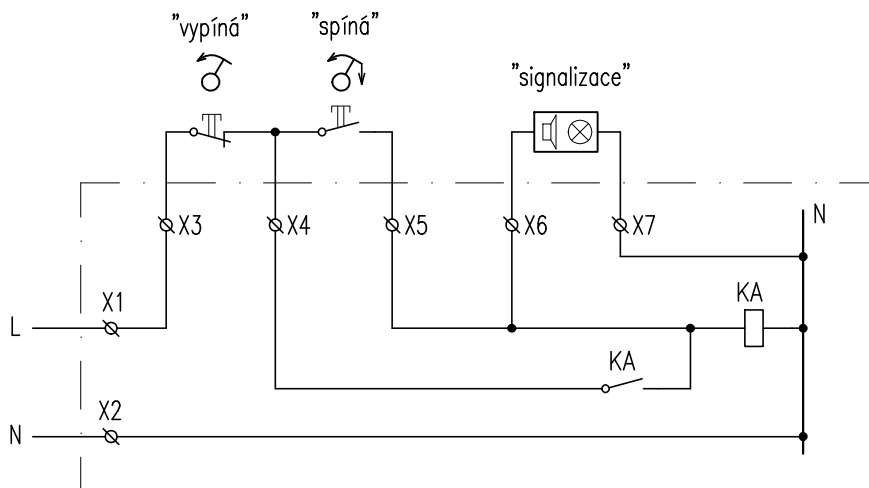 "vypíná"
"spíná"
"signalizace"
X3
X4
X5
X6
X7
N
X1
L
KA
KA
X2
N